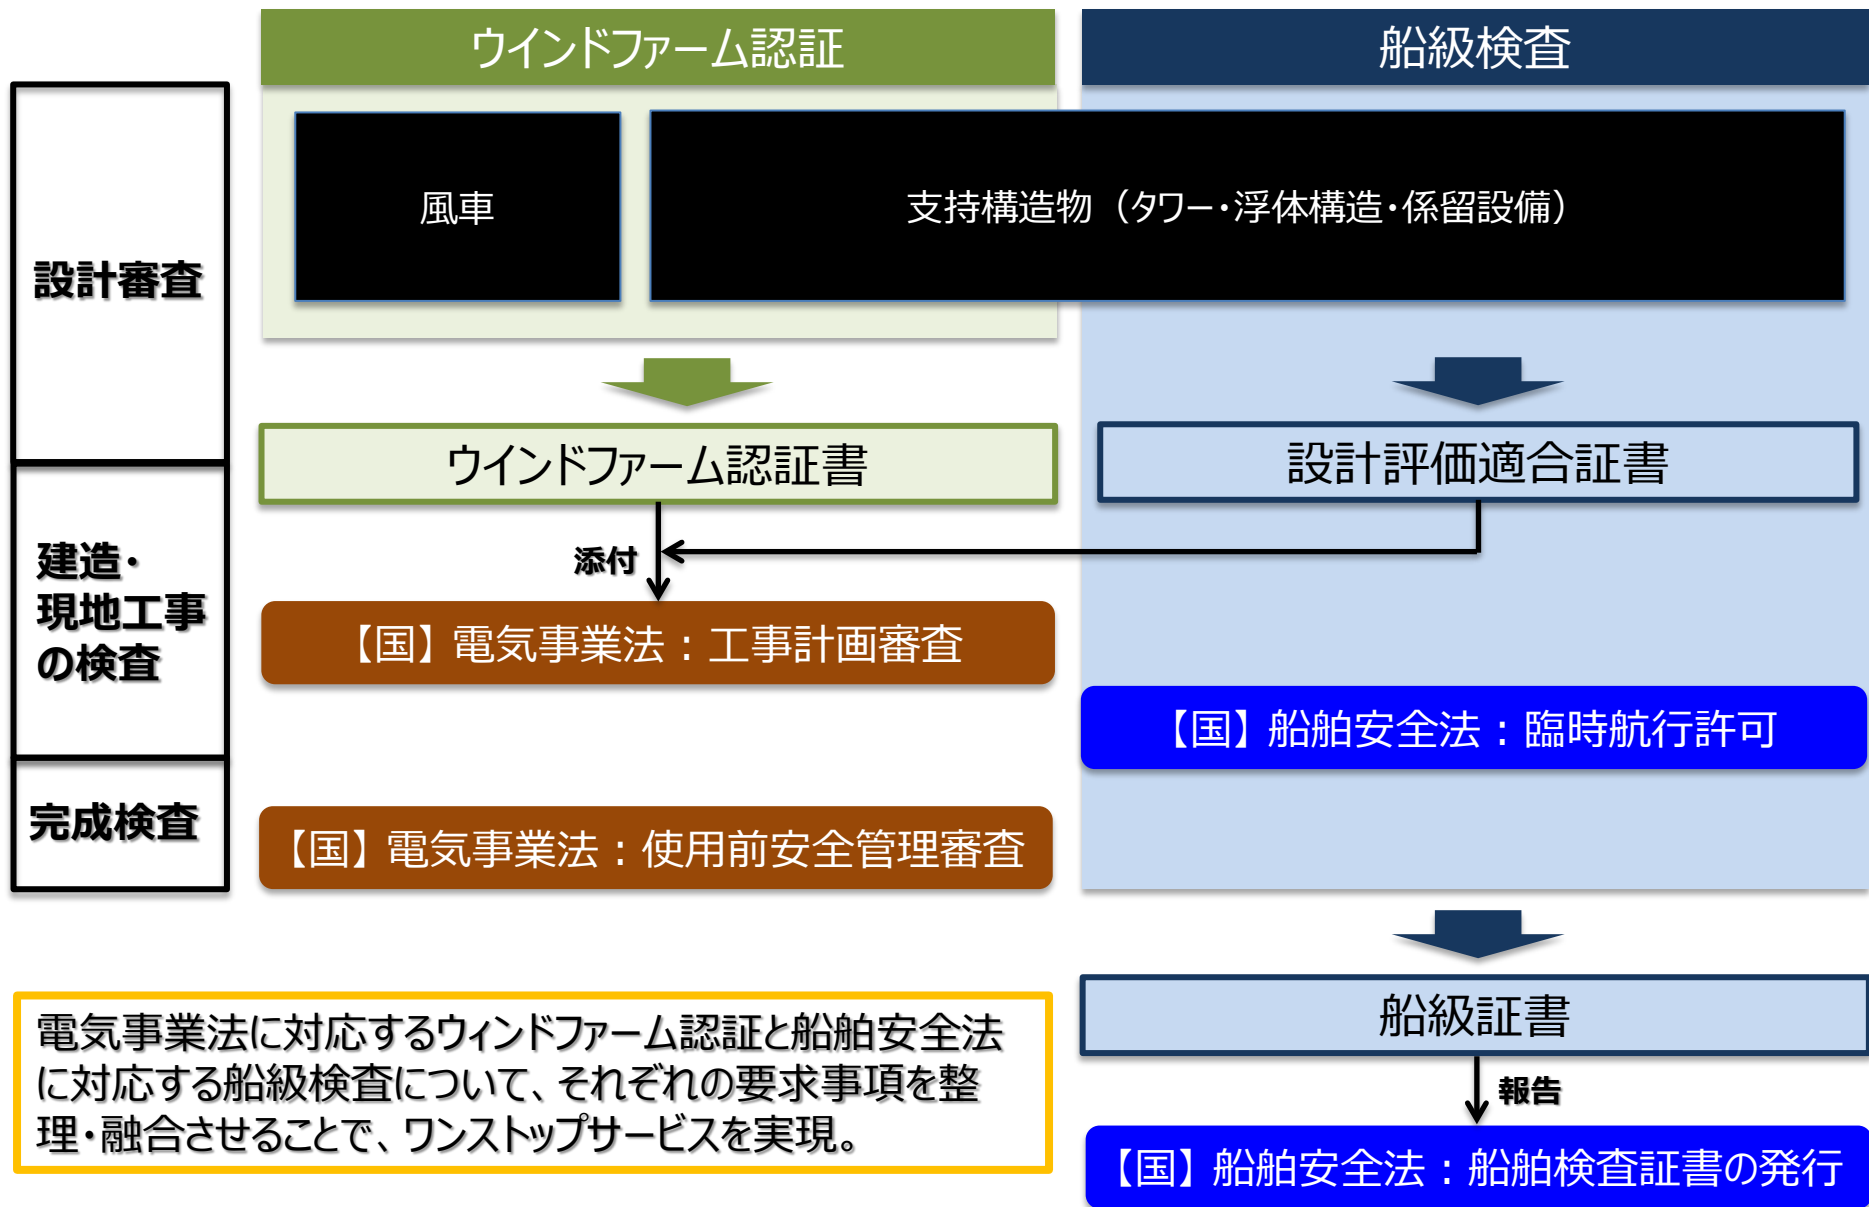 ウインドファーム認証
船級検査
風車
支持構造物（タワー・浮体構造・係留設備）
設計審査
ウインドファーム認証書
設計評価適合証書
添付
建造・
現地工事
の検査
【国】電気事業法：工事計画審査
【国】船舶安全法：臨時航行許可
完成検査
【国】電気事業法：使用前安全管理審査
船級証書
報告
【国】船舶安全法：船舶検査証書の発行
電気事業法に対応するウィンドファーム認証と船舶安全法
に対応する船級検査について、それぞれの要求事項を整
理・融合させることで、ワンストップサービスを実現。